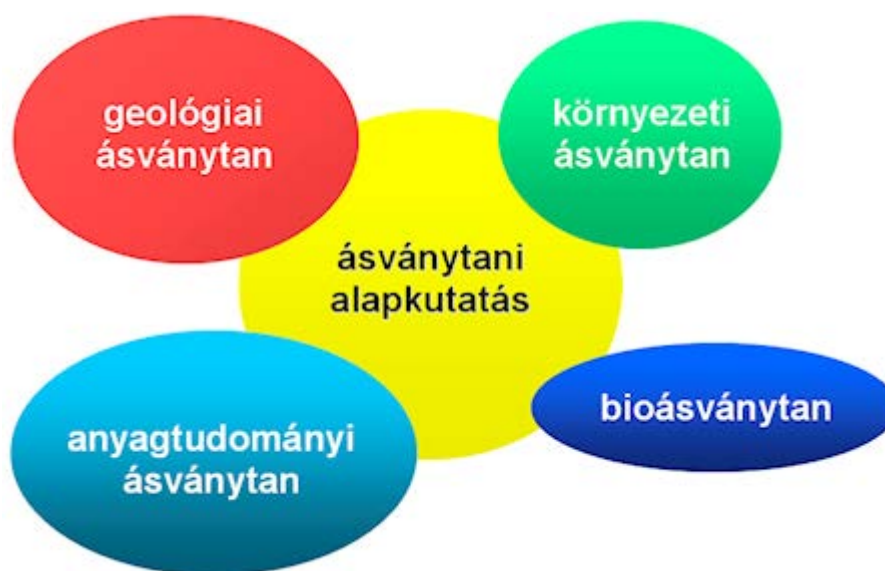 geológiai
ásványtan
környezeti
ásványtan
ásványtani
alapkutatás
anyagtudományi
ásványtan
bioásványtan